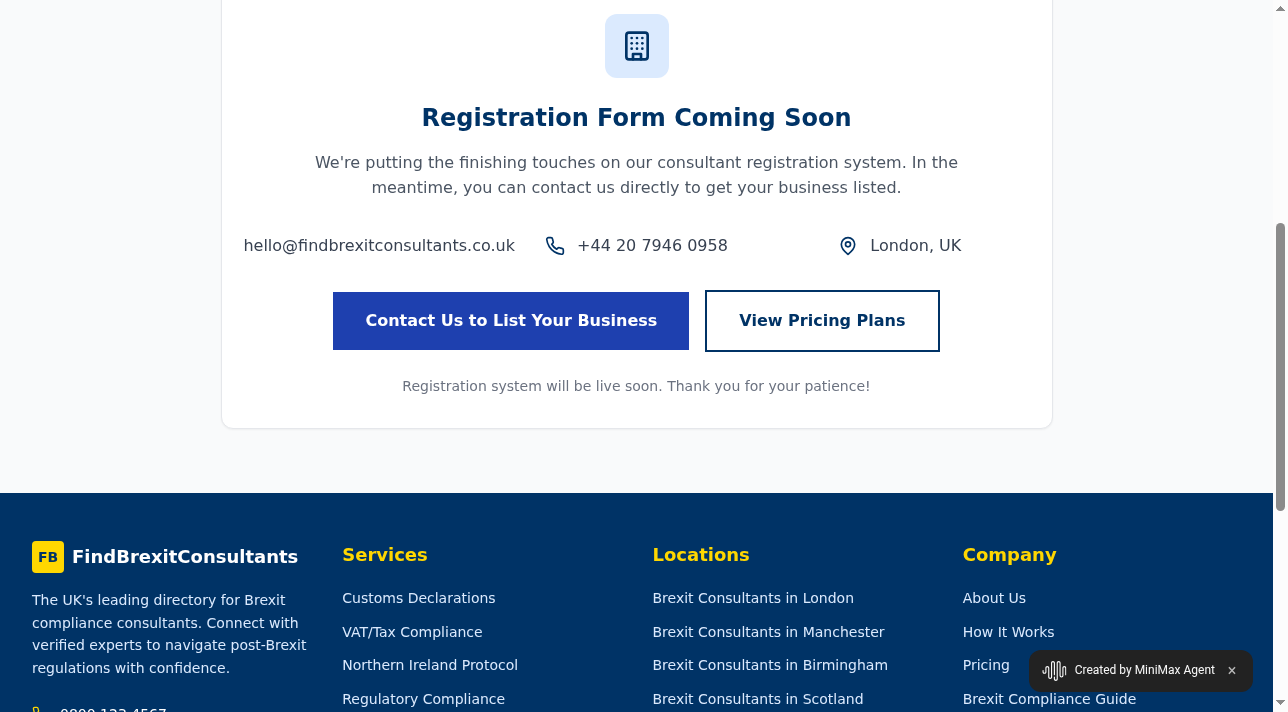 Registration Form Coming Soon
We're putting the finishing touches on our consultant registration system. In the
meantime, you can contact us directly to get your business listed.
hello@findbrexitconsultants.co.uk
+44 20 7946 0958
London, UK
Contact Us to List Your Business
View Pricing Plans
Registration system will be live soon. Thank you for your patience!
FB FindBrexitConsultants
The UK's leading directory for Brexit
compliance consultants. Connect with
verified experts to navigate post-Brexit
regulations with confidence.
0800 123 4567
Services
Customs Declarations
VAT/Tax Compliance
Northern Ireland Protocol
Regulatory Compliance
Locations
Brexit Consultants in London
Brexit Consultants in Manchester
Brexit Consultants in Birmingham
Brexit Consultants in Scotland
Company
About Us
How It Works
Pricing
Brexit Compliance Guide
Created by MiniMax Agent ×